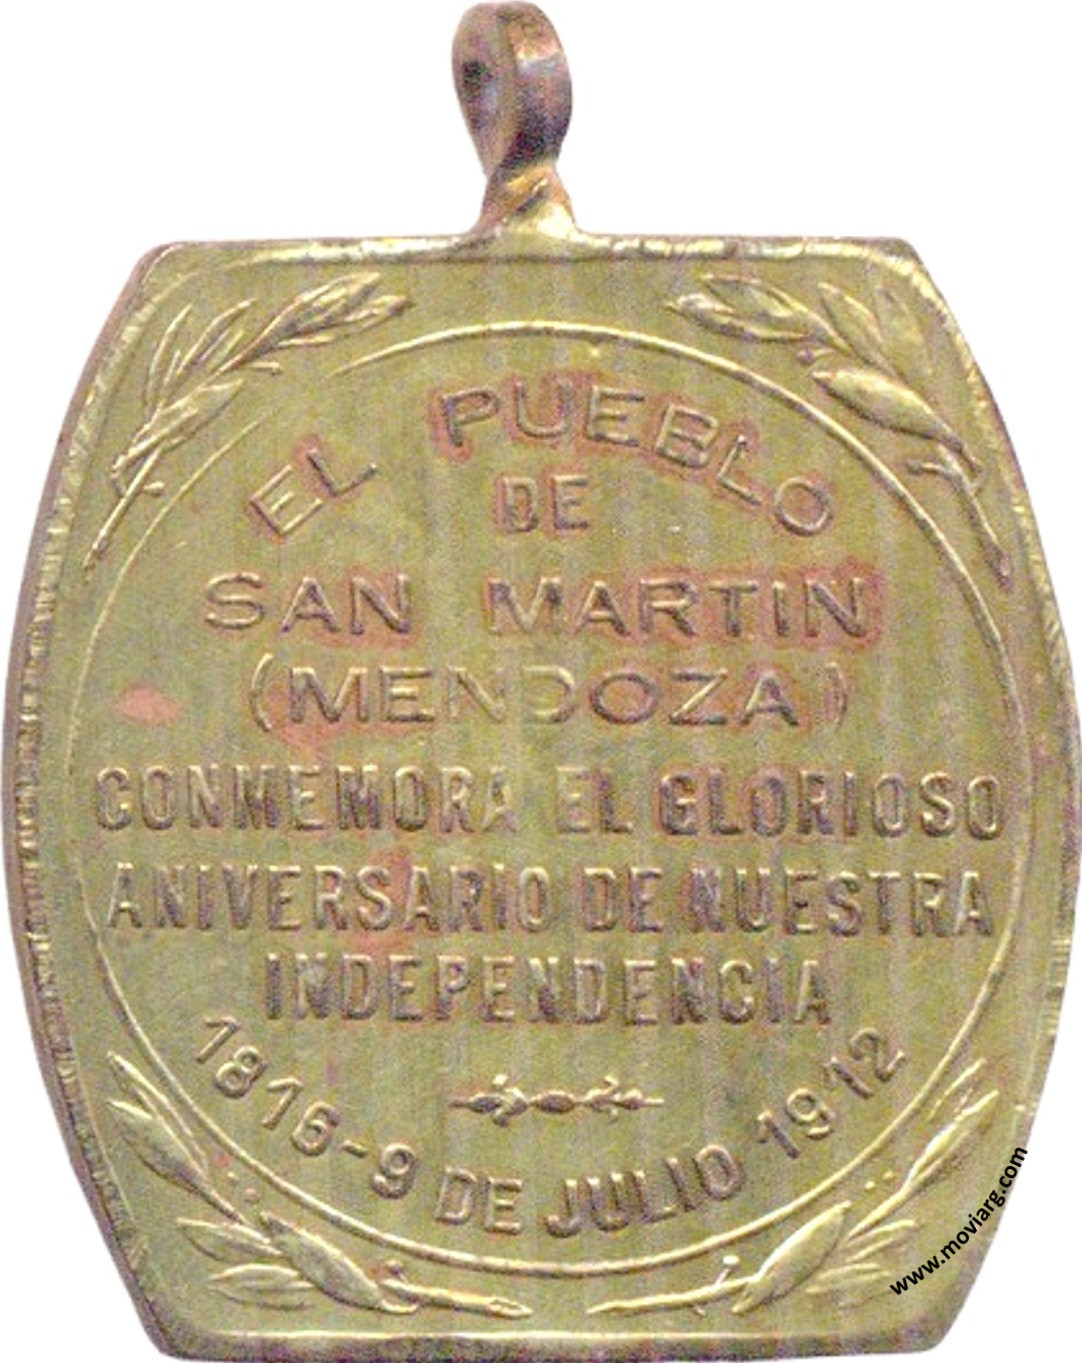 EL PUEBLO
DE
SAN MARTIN
(MENDOZA)
CONMEMORA EL GLORIOSO
ANIVERSARIO DE NUESTRA
INDEPENDENCIA
1816-9 DE JULIO 1912
www.moviarg.com